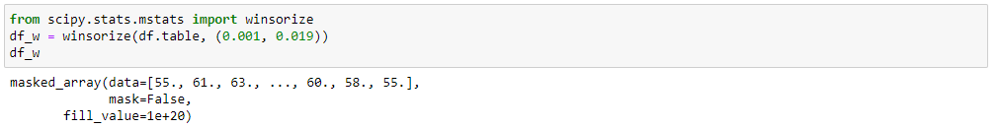 from scipy.stats.mstats import winsorize
df_w = winsorize(df.table, (0.001, 0.019))
df_w
masked_array(data=[55., 61., 63., ..., 60., 58., 55.],
             mask=False,
       fill_value=1e+20)